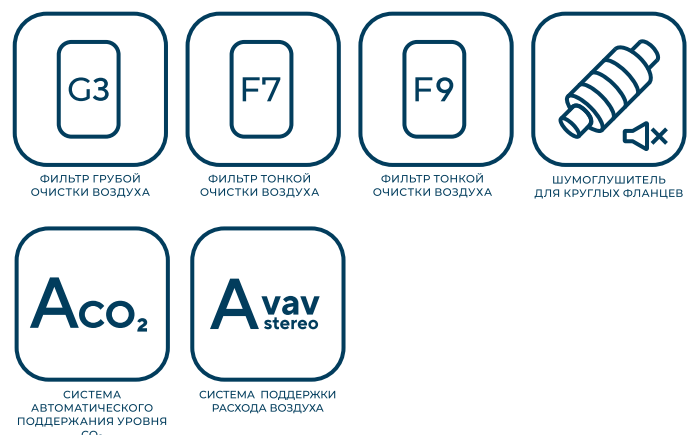 G3
F7
F9
ФИЛЬТР ГРУБОЙ
ОЧИСТКИ ВОЗДУХА
ФИЛЬТР ТОНКОЙ
ОЧИСТКИ ВОЗДУХА
ФИЛЬТР ТОНКОЙ
ОЧИСТКИ ВОЗДУХА
ШУМОГЛУШИТЕЛЬ
ДЛЯ КРУГЛЫХ ФЛАНЦЕВ
Aco₂
A vav
stereo
СИСТЕМА
АВТОМАТИЧЕСКОГО
ПОДДЕРЖАНИЯ УРОВНЯ
CO₂
СИСТЕМА ПОДДЕРЖКИ
РАСХОДА ВОЗДУХА